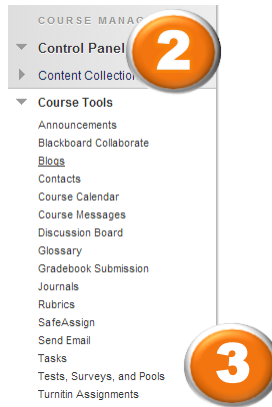 COURSE MANAG
Control Panel
2
Content Collection
Course Tools
Announcements
Blackboard Collaborate
Blogs
Contacts
Course Calendar
Course Messages
Discussion Board
Glossary
Gradebook Submission
Journals
Rubrics
SafeAssign
Send Email
Tasks
3
Tests, Surveys, and Pools
Turnitin Assignments